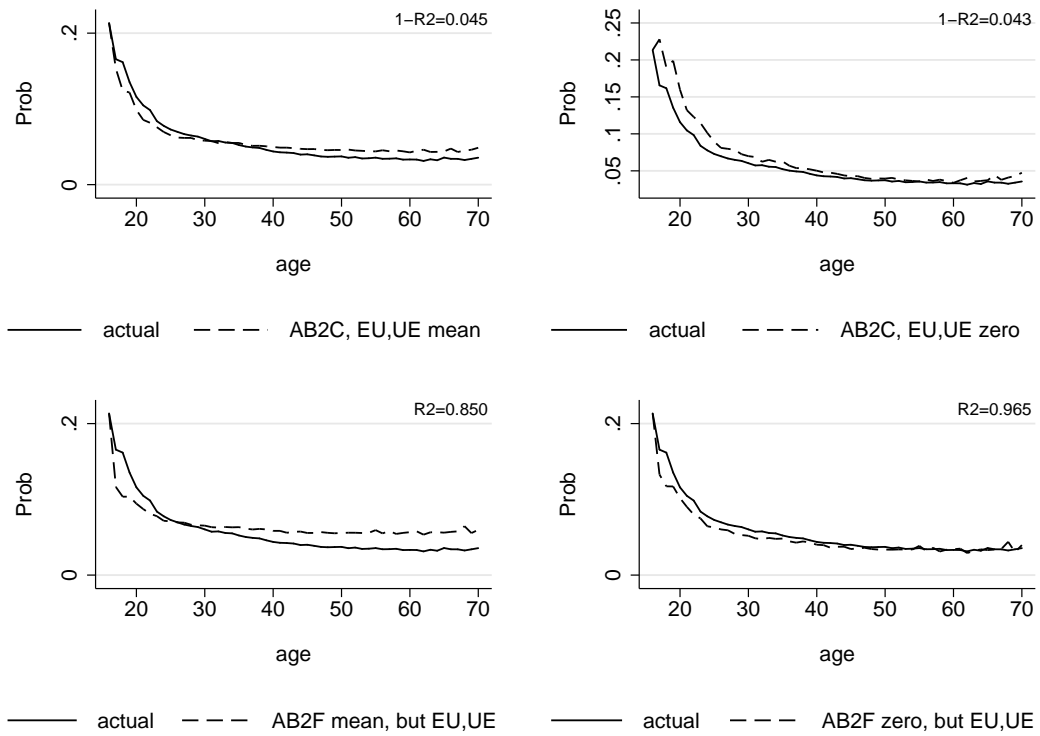 1−R2=0.045
.2
0
Prob
20 30 40 50 60 70
age
actual AB2C, EU,UE mean
1−R2=0.043
.25
.2
.15
.1
.05
Prob
20 30 40 50 60 70
age
actual AB2C, EU,UE zero
R2=0.850
.2
0
Prob
20 30 40 50 60 70
age
actual AB2F mean, but EU,UE
R2=0.965
.2
0
Prob
20 30 40 50 60 70
age
actual AB2F zero, but EU,UE